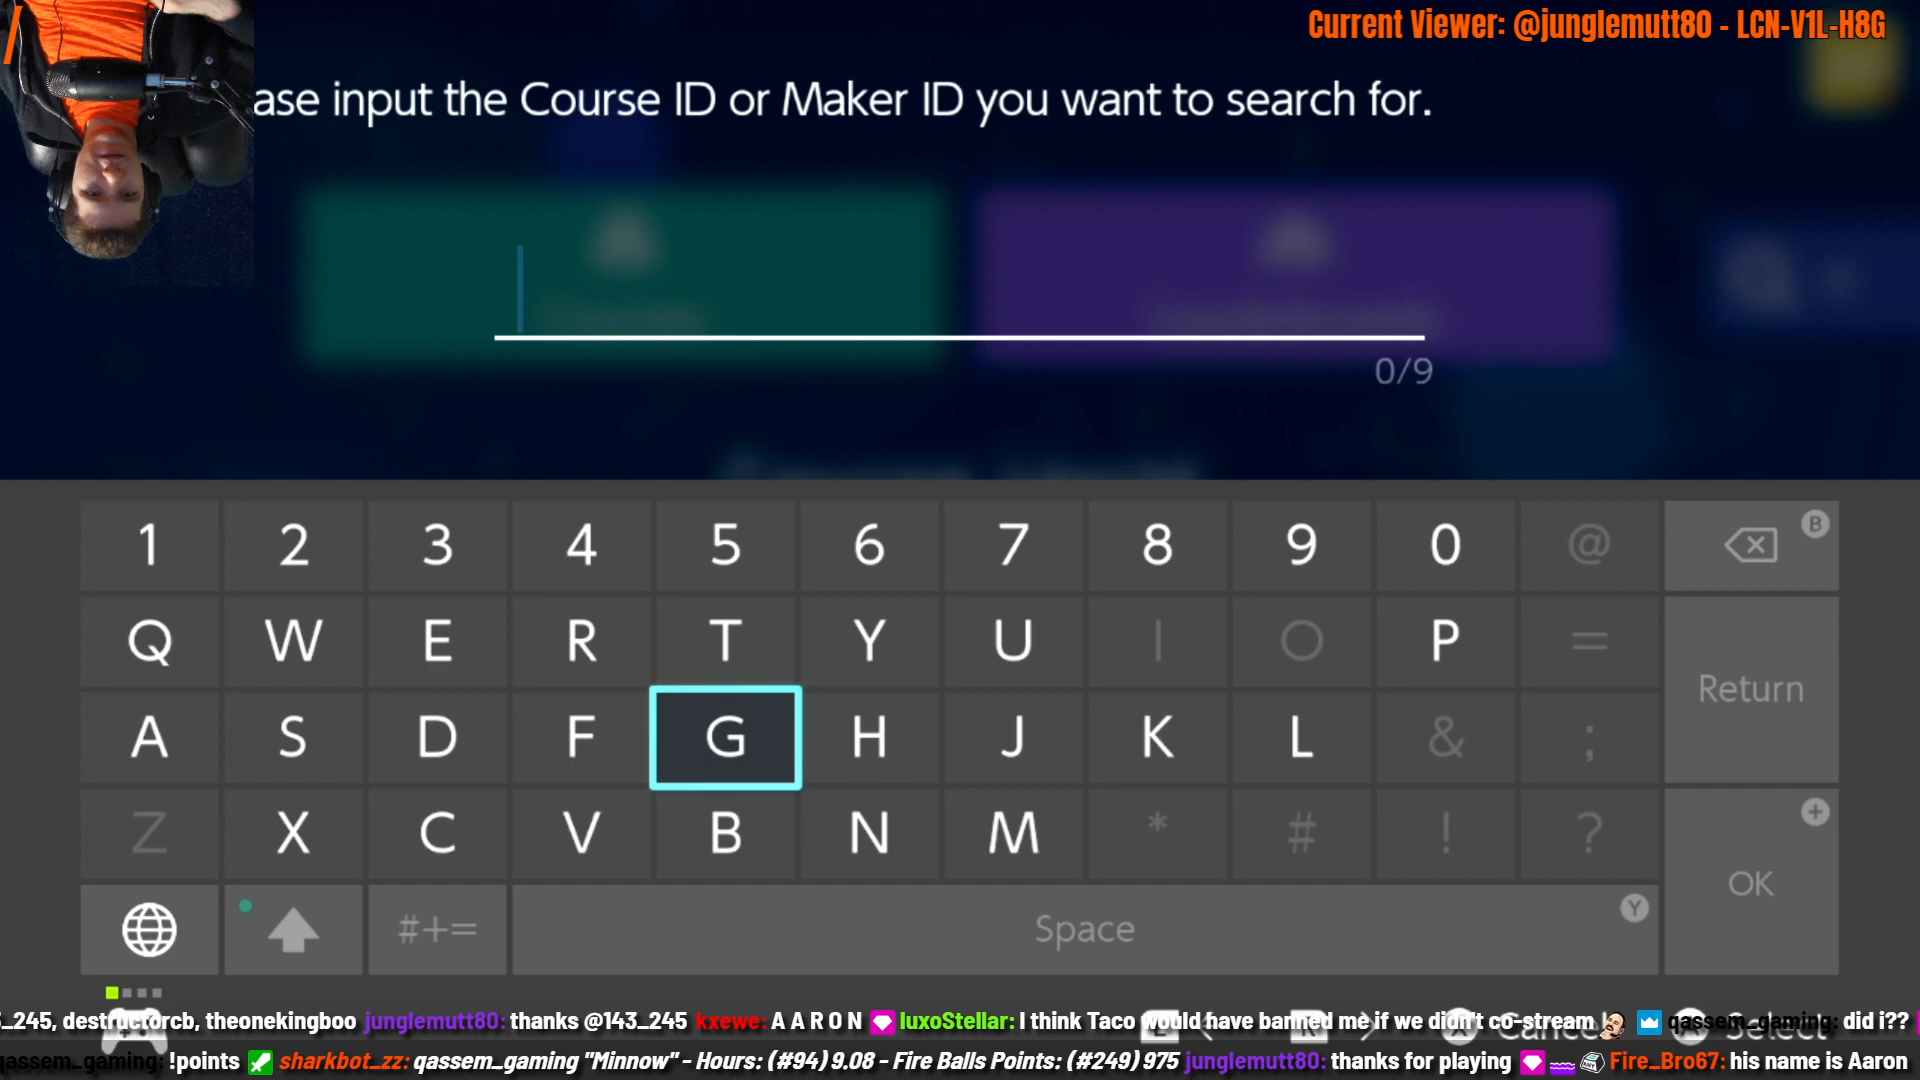 Current Viewer: @junglemutt80 - LCN-V1L-H8G
ase input the Course ID or Maker ID you want to search for.
0/9
1 2 3 4 5 6 7 8 9 0 @ B
Q W E R T Y U I O P =
Return
A S D F G H J K L & ;
Z X C V B N M * # ! ? +
OK
#+= Space Y
_245, destructorcb, theonekingboo junglemutt80: thanks @143_245 kxewe: A A R O N luxoStellar: I think Taco would have banned me if we didn't co-stream qassem_gaming: did i??
Cancel Select
qassem_gaming: !points sharkbot_zz: qassem_gaming "Minnow" - Hours: (#94) 9.08 - Fire Balls Points: (#249) 975 junglemutt80: thanks for playing Fire_Bro67: his name is Aaron